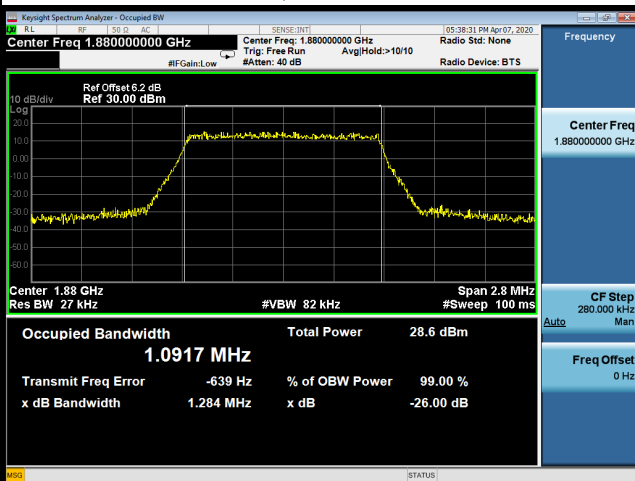 Keysight Spectrum Analyzer - Occupied BW
RL RF 50 Ω AC SENSE:INT 05:38:31 PM Apr 07, 2020
Center Freq 1.880000000 GHz
Center Freq: 1.880000000 GHz Radio Std: None
Trig: Free Run Avg|Hold:>10/10
#IFGain:Low #Atten: 40 dB Radio Device: BTS
Ref Offset 6.2 dB
10 dB/div Ref 30.00 dBm
Log
20.0
10.0
0.00
-10.0
-20.0
-30.0
-40.0
-50.0
-60.0
Center 1.88 GHz Span 2.8 MHz
Res BW 27 kHz #VBW 82 kHz #Sweep 100 ms
Occupied Bandwidth Total Power 28.6 dBm
1.0917 MHz
Transmit Freq Error -639 Hz % of OBW Power 99.00 %
x dB Bandwidth 1.284 MHz x dB -26.00 dB
MSG STATUS
Frequency
Center Freq
1.880000000 GHz
CF Step
280.000 kHz
Auto Man
Freq Offset
0 Hz